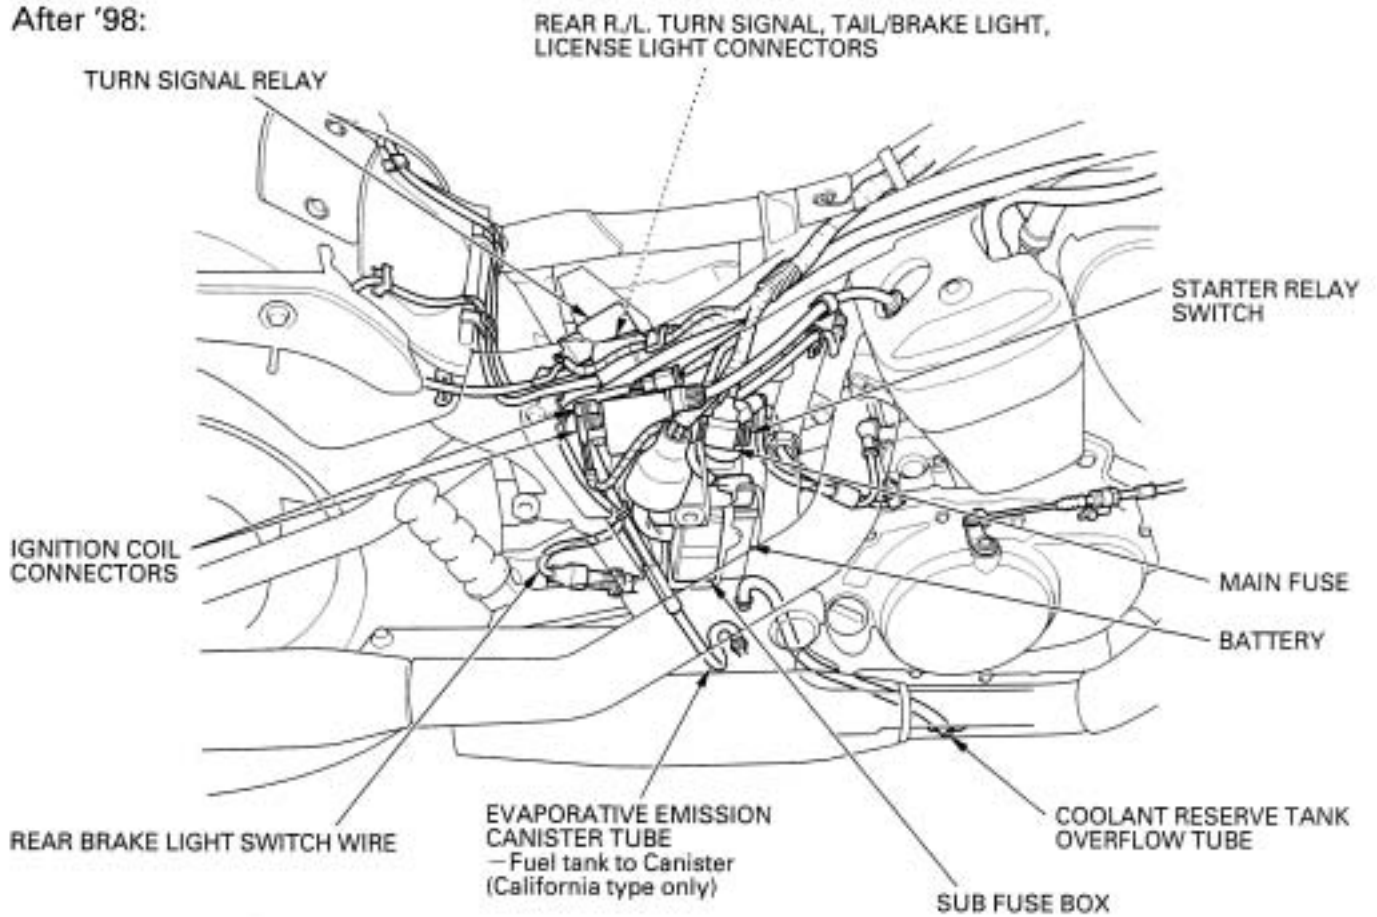 After '98:
REAR R./L. TURN SIGNAL, TAIL/BRAKE LIGHT,
LICENSE LIGHT CONNECTORS
TURN SIGNAL RELAY
STARTER RELAY
SWITCH
IGNITION COIL
CONNECTORS
MAIN FUSE
BATTERY
REAR BRAKE LIGHT SWITCH WIRE
EVAPORATIVE EMISSION
CANISTER TUBE
—Fuel tank to Canister
(California type only)
COOLANT RESERVE TANK
OVERFLOW TUBE
SUB FUSE BOX